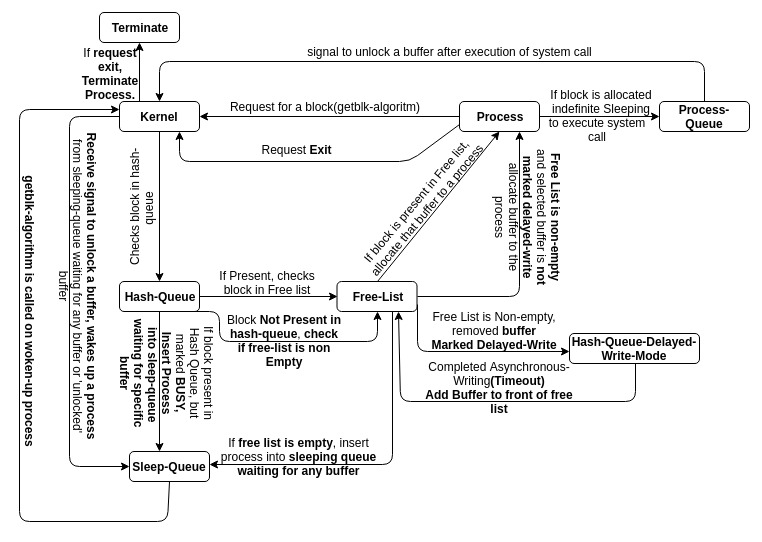 Terminate
If request
exit,
Terminate
Process.
signal to unlock a buffer after execution of system call
Kernel
Request for a block(getblk-algoritm)
Process
If block is allocated
indefinite Sleeping
to execute system
call
Process-
Queue
Request Exit
Checks block in hash-
queue
If block is present in Free list,
allocate that buffer to a process
Free List is non-empty
and selected buffer is not
marked delayed-write
allocate buffer to the
process
getblk-algorithm is called on woken-up process
Receive signal to unlock a buffer, wakes up a process
from sleeping-queue waiting for any buffer or 'unlocked'
buffer
Hash-Queue
If Present, checks
block in Free list
Free-List
Block Not Present in
hash-queue, check
if free-list is non
Empty
Free List is Non-empty,
removed buffer
Marked Delayed-Write
Hash-Queue-Delayed-
Write-Mode
If block present in
Hash Queue, but
marked BUSY,
Insert Process
into sleep-queue
waiting for specific
buffer
Completed Asynchronous-
Writing(Timeout)
Add Buffer to front of free
list
If free list is empty, insert
process into sleeping queue
waiting for any buffer
Sleep-Queue